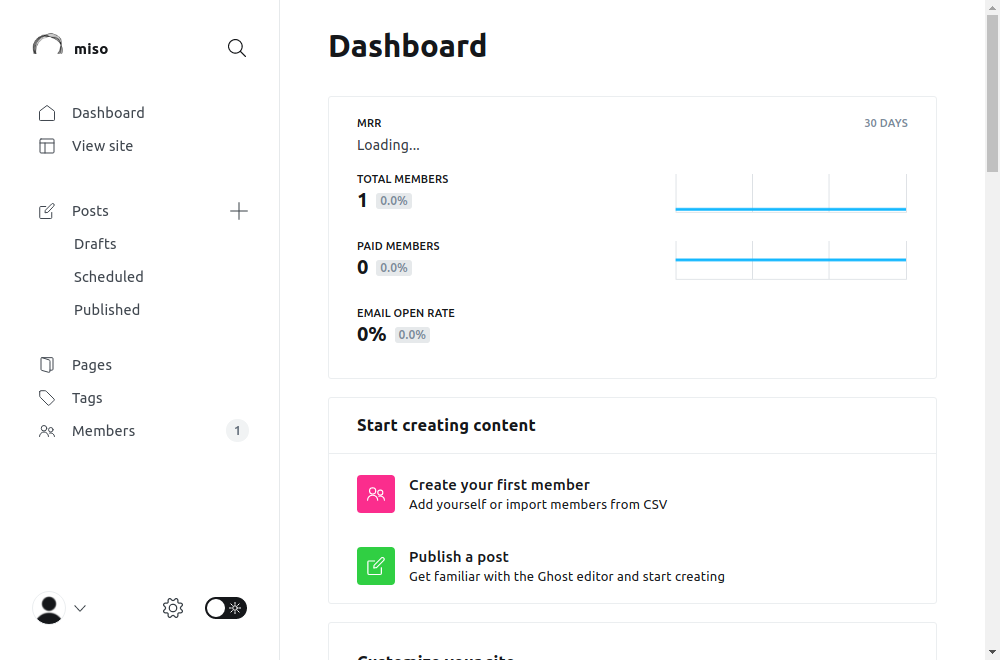 miso
Dashboard
View site
Posts
Drafts
Scheduled
Published
Pages
Tags
Members 1
Dashboard
MRR 30 DAYS
Loading...
TOTAL MEMBERS
1 0.0%
PAID MEMBERS
0 0.0%
EMAIL OPEN RATE
0% 0.0%
Start creating content
Create your first member
Add yourself or import members from CSV
Publish a post
Get familiar with the Ghost editor and start creating
Customize your site